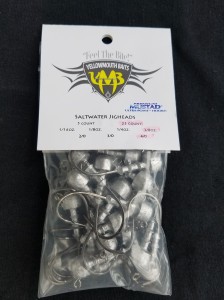 "Feel The Bite"
YELLOWMOUTH BAITS
YMB
MUSTAD
SALTWATER JIGHEADS
5 COUNT 25 COUNT
1/16OZ 1/8OZ 1/4OZ 3/8OZ
2/0 3/0 4/0